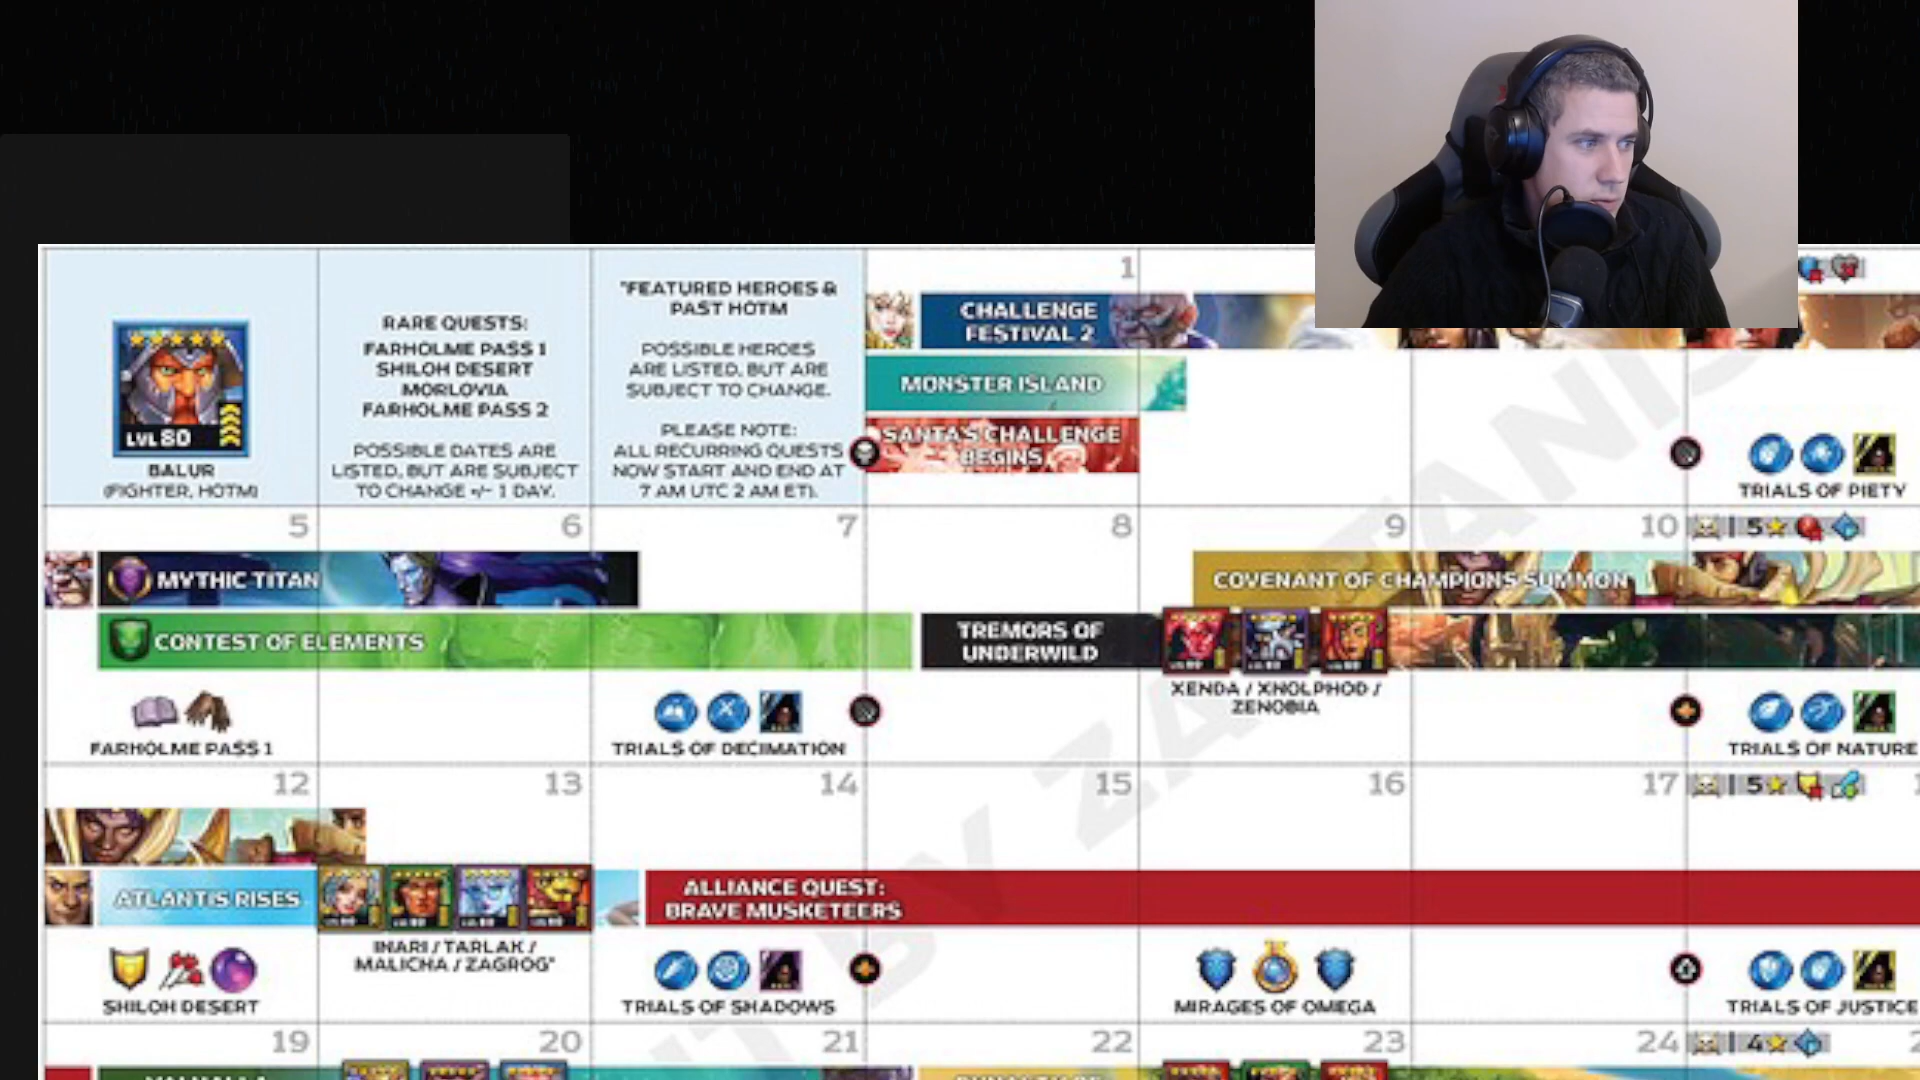 1
"FEATURED HEROES &
PAST HOTM
POSSIBLE HEROES
ARE LISTED, BUT ARE
SUBJECT TO CHANGE.
PLEASE NOTE:
ALL RECURRING QUESTS
NOW START AND END AT
7 AM UTC 2 AM ET).
RARE QUESTS:
FARHOLME PASS 1
SHILOH DESERT
MORLOVIA
FARHOLME PASS 2
POSSIBLE DATES ARE
LISTED, BUT ARE SUBJECT
TO CHANGE +/- 1 DAY.
LVL 80
BALUR
(FIGHTER, HOTM)
CHALLENGE
FESTIVAL 2
MONSTER ISLAND
SANTA'S CHALLENGE
BEGINS
TRIALS OF PIETY
5
6
7
8
9
10
5
MYTHIC TITAN
COVENANT OF CHAMPIONS SUMMON
CONTEST OF ELEMENTS
TREMORS OF
UNDERWILD
XENDA / XNOLPHOD /
ZENOBIA
FARHOLME PASS 1
TRIALS OF DECIMATION
TRIALS OF NATURE
12
13
14
15
16
17
5
ATLANTIS RISES
ALLIANCE QUEST:
BRAVE MUSKETEERS
INARI / TARLAK /
MALICHA / ZAGROG"
SHILOH DESERT
TRIALS OF SHADOWS
MIRAGES OF OMEGA
TRIALS OF JUSTICE
19
20
21
22
23
24
4
BY